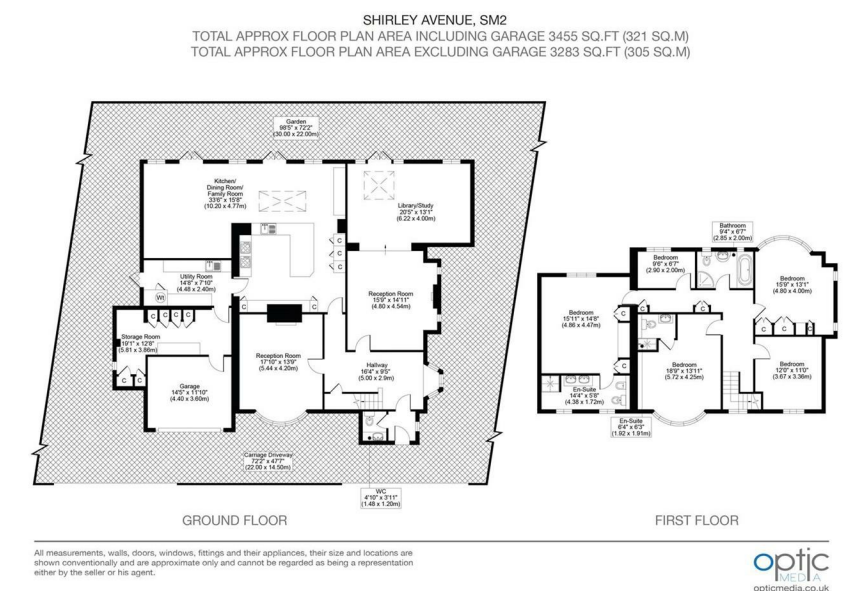 SHIRLEY AVENUE, SM2
TOTAL APPROX FLOOR PLAN AREA INCLUDING GARAGE 3455 SQ.FT (321 SQ.M)
TOTAL APPROX FLOOR PLAN AREA EXCLUDING GARAGE 3283 SQ.FT (305 SQ.M)
Garden
98'5" x 72'2"
(30.00 x 22.00m)
Kitchen/
Dining Room/
Family Room
33'6" x 15'8"
(10.20 x 4.77m)
Library/Study
20'5" x 13'1"
(6.22 x 4.00m)
Utility Room
14'8" x 7'10"
(4.48 x 2.40m)
Wt
C
C
C
C
C
Reception Room
15'9" x 14'11"
(4.80 x 4.54m)
C
C
C
C
Storage Room
19'1" x 12'8"
(5.81 x 3.86m)
C
C
Garage
14'5" x 11'10"
(4.40 x 3.60m)
Reception Room
17'10" x 13'9"
(5.44 x 4.20m)
Hallway
16'4" x 9'5"
(5.00 x 2.9m)
Carriage Driveway
72'2" x 47'7"
(22.00 x 14.50m)
WC
4'10" x 3'11"
(1.48 x 1.20m)
GROUND FLOOR
Bathroom
9'4" x 6'7"
(2.85 x 2.00m)
Bedroom
9'6" x 6'7"
(2.90 x 2.00m)
Bedroom
15'9" x 13'1"
(4.80 x 4.00m)
Bedroom
15'11" x 14'8"
(4.86 x 4.47m)
C
C
C
C
C
C
C
Bedroom
18'9" x 13'11"
(5.72 x 4.25m)
Bedroom
12'0" x 11'0"
(3.67 x 3.36m)
En-Suite
14'4" x 5'8"
(4.38 x 1.72m)
En-Suite
6'4" x 6'3"
(1.92 x 1.91m)
FIRST FLOOR
All measurements, walls, doors, windows, fittings and their appliances, their size and locations are
shown conventionally and are approximate only and cannot be regarded as being a representation
either by the seller or his agent.
optic
MEDIA
opticmedia.co.uk